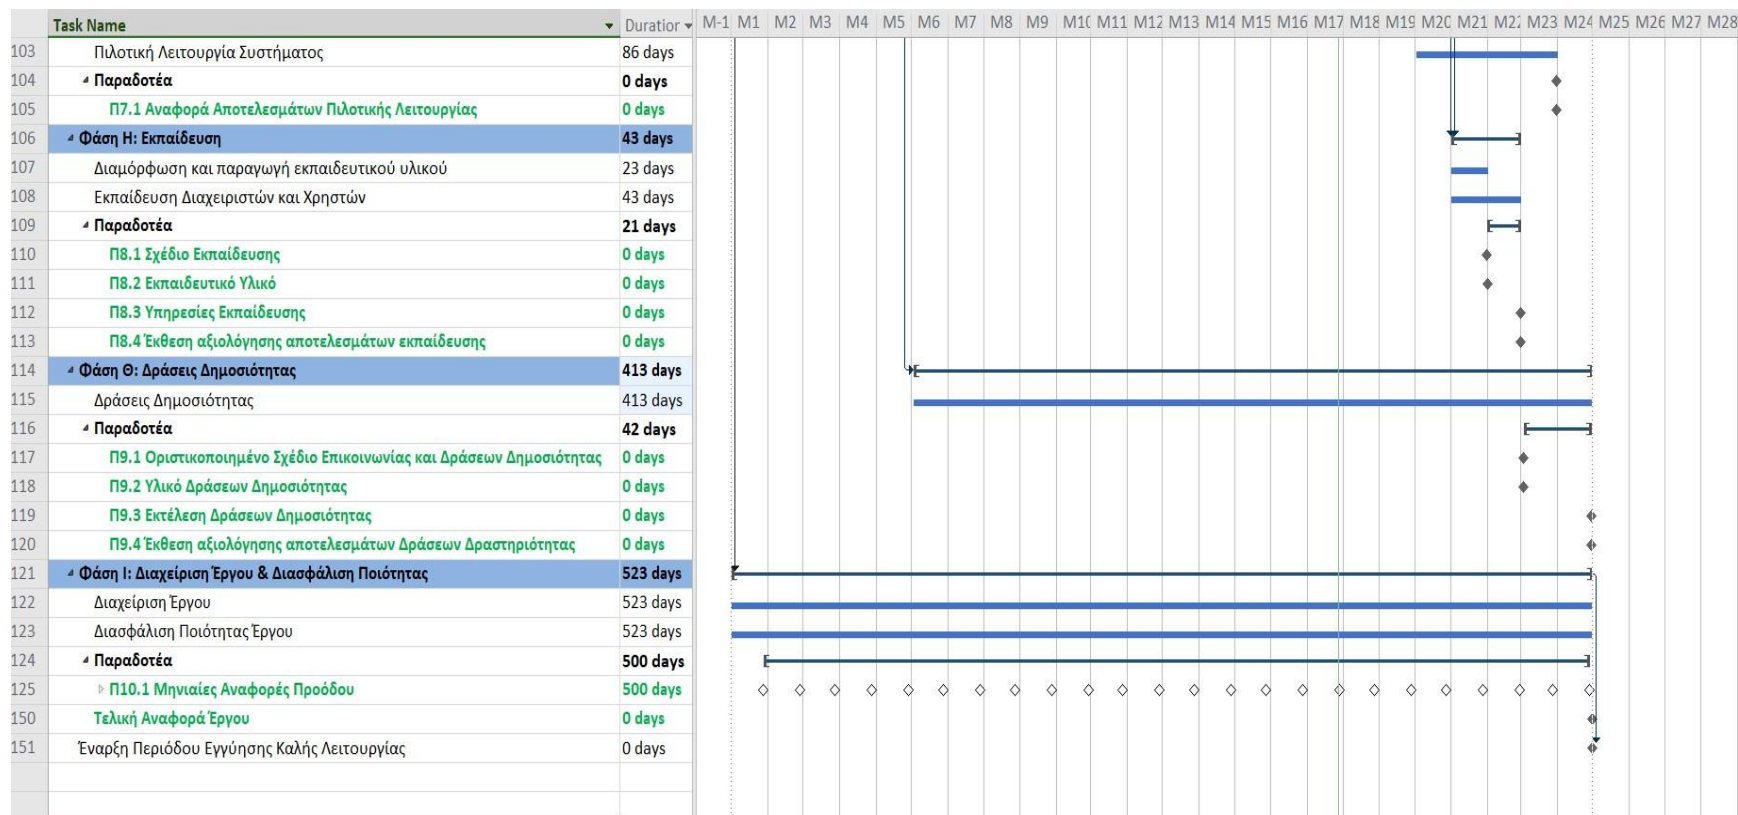 Task Name Duration M-1 M1 M2 M3 M4 M5 M6 M7 M8 M9 M10 M11 M12 M13 M14 M15 M16 M17 M18 M19 M20 M21 M22 M23 M24 M25 M26 M27 M28
103 Πιλοτική Λειτουργία Συστήματος 86 days
104 Παραδοτέα 0 days
105 Π7.1 Αναφορά Αποτελεσμάτων Πιλοτικής Λειτουργίας 0 days
106 Φάση Η: Εκπαίδευση 43 days
107 Διαμόρφωση και παραγωγή εκπαιδευτικού υλικού 23 days
108 Εκπαίδευση Διαχειριστών και Χρηστών 43 days
109 Παραδοτέα 21 days
110 Π8.1 Σχέδιο Εκπαίδευσης 0 days
111 Π8.2 Εκπαιδευτικό Υλικό 0 days
112 Π8.3 Υπηρεσίες Εκπαίδευσης 0 days
113 Π8.4 Έκθεση αξιολόγησης αποτελεσμάτων εκπαίδευσης 0 days
114 Φάση Θ: Δράσεις Δημοσιότητας 413 days
115 Δράσεις Δημοσιότητας 413 days
116 Παραδοτέα 42 days
117 Π9.1 Οριστικοποιημένο Σχέδιο Επικοινωνίας και Δράσεων Δημοσιότητας 0 days
118 Π9.2 Υλικό Δράσεων Δημοσιότητας 0 days
119 Π9.3 Εκτέλεση Δράσεων Δημοσιότητας 0 days
120 Π9.4 Έκθεση αξιολόγησης αποτελεσμάτων Δράσεων Δραστηριότητας 0 days
121 Φάση Ι: Διαχείριση Έργου & Διασφάλιση Ποιότητας 523 days
122 Διαχείριση Έργου 523 days
123 Διασφάλιση Ποιότητας Έργου 523 days
124 Παραδοτέα 500 days
125 Π10.1 Μηνιαίες Αναφορές Προόδου 500 days
150 Τελική Αναφορά Έργου 0 days
151 Έναρξη Περιόδου Εγγύησης Καλής Λειτουργίας 0 days